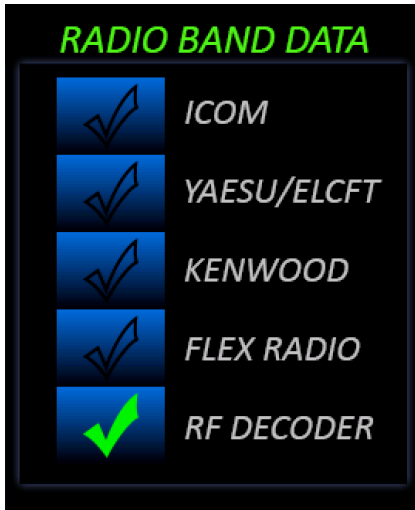 RADIO BAND DATA
ICOM
YAESU/ELCFT
KENWOOD
FLEX RADIO
RF DECODER